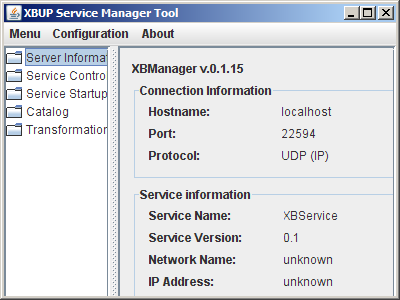 XBUP Service Manager Tool
Menu Configuration About
Server Informat
Service Contro
Service Startup
Catalog
Transformation
XBManager v.0.1.15
Connection Information
Hostname: localhost
Port: 22594
Protocol: UDP (IP)
Service information
Service Name: XBService
Service Version: 0.1
Network Name: unknown
IP Address: unknown